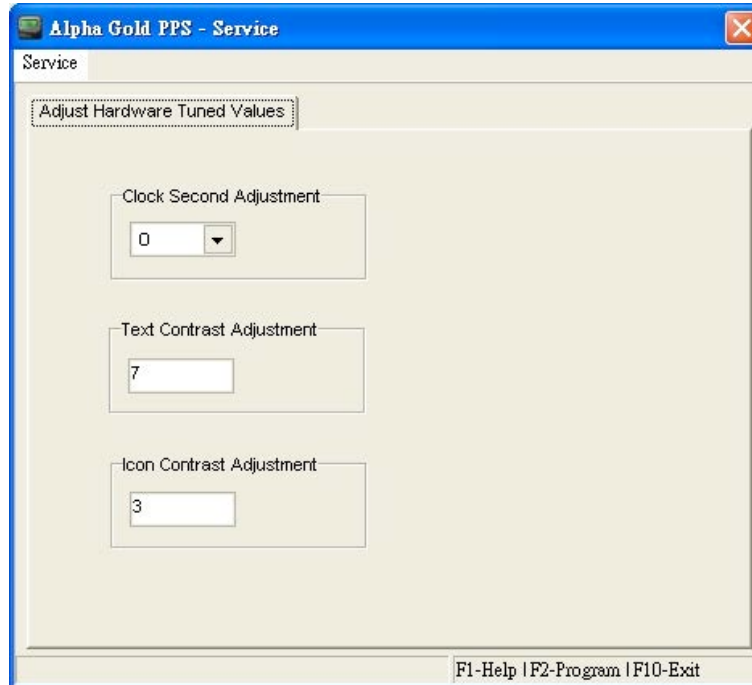 Alpha Gold PPS - Service
Service
Adjust Hardware Tuned Values
Clock Second Adjustment
0
Text Contrast Adjustment
7
Icon Contrast Adjustment
3
F1-Help | F2-Program | F10-Exit